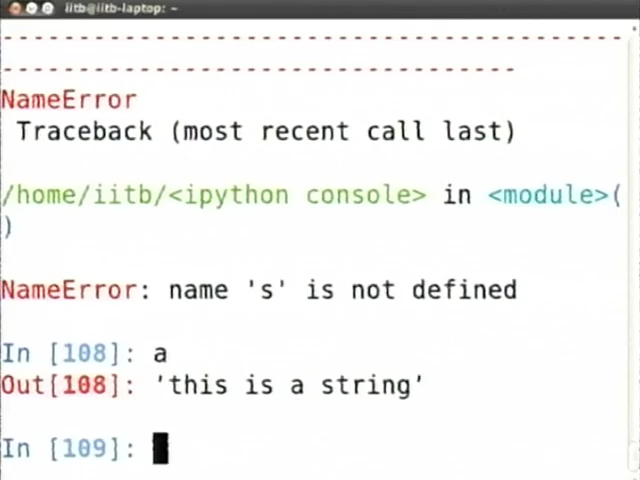 iitb@iitb-laptop: ~
--------------------------------------
--------------------------------
NameError
Traceback (most recent call last)
/home/iitb/<ipython console> in <module>(
)
NameError: name 's' is not defined
In [108]: a
Out[108]: 'this is a string'
In [109]: